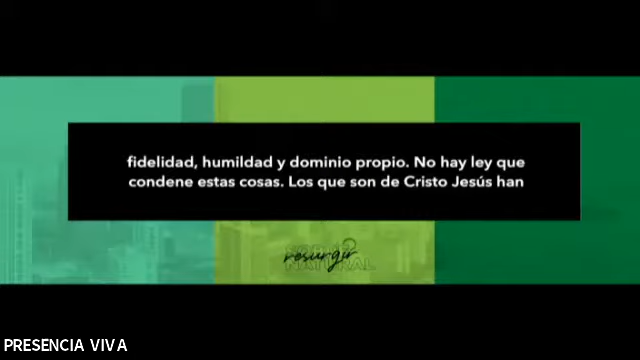 fidelidad, humildad y dominio propio. No hay ley que
condene estas cosas. Los que son de Cristo Jesús han
resurgir
NATURAL
PRESENCIA VIVA